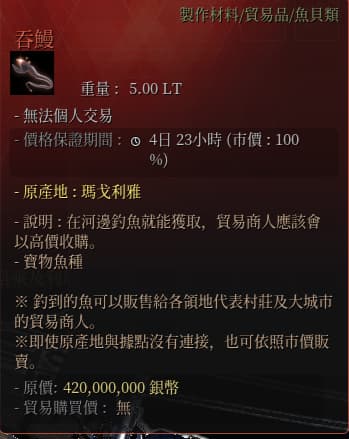 製作材料/貿易品/魚貝類
吞鰻
重量： 5.00 LT
- 無法個人交易
- 價格保證期間： 4日 23小時 (市價 : 100
%)
- 原產地 : 瑪戈利雅
- 說明 : 在河邊釣魚就能獲取，貿易商人應該會
以高價收購。
- 寶物魚種
※ 釣到的魚可以販售給各領地代表村莊及大城市
的貿易商人。
※即使原產地與據點沒有連接，也可依照市價販
賣。
- 原價: 420,000,000 銀幣
- 貿易購買價： 無